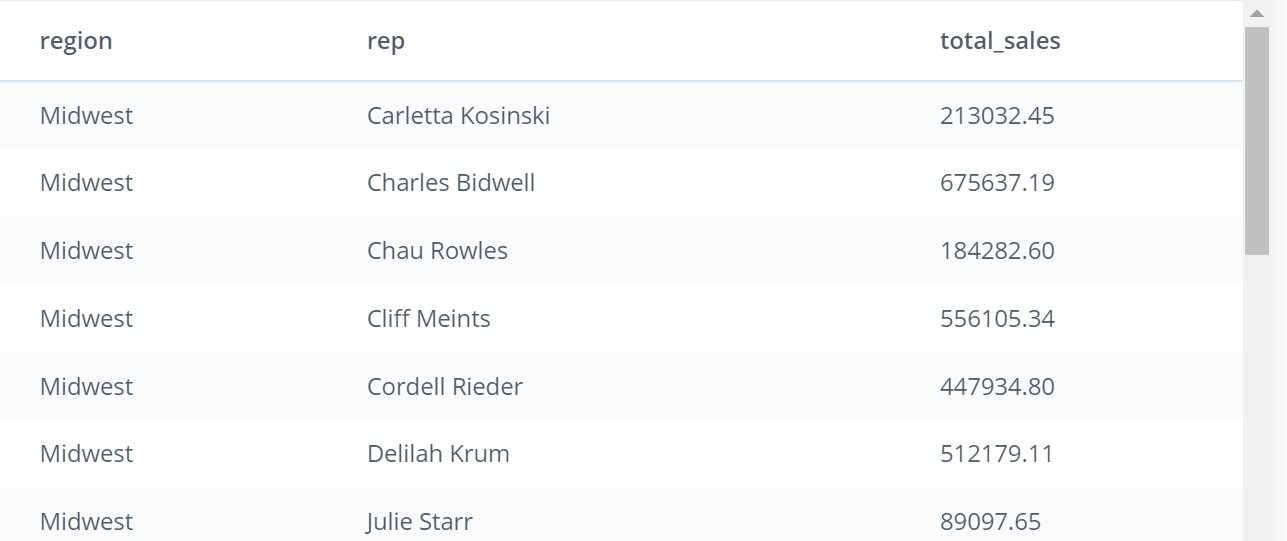 region rep total_sales
Midwest Carletta Kosinski 213032.45
Midwest Charles Bidwell 675637.19
Midwest Chau Rowles 184282.60
Midwest Cliff Meints 556105.34
Midwest Cordell Rieder 447934.80
Midwest Delilah Krum 512179.11
Midwest Julie Starr 89097.65